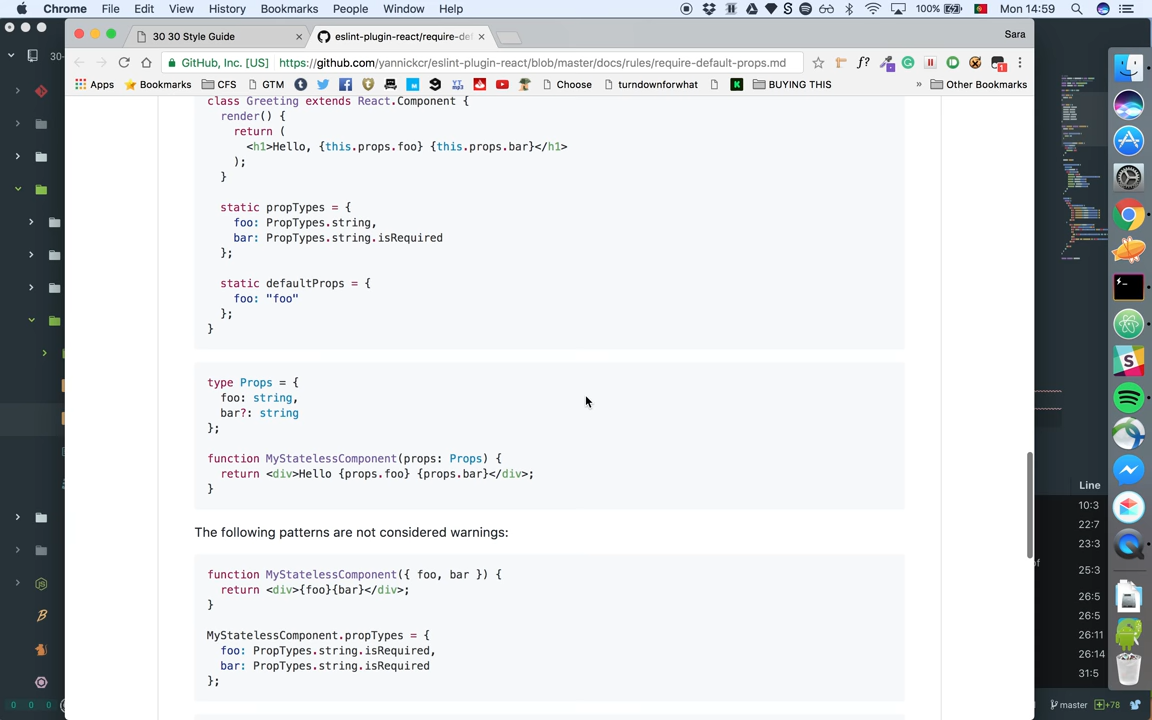 Chrome File Edit View History Bookmarks People Window Help 100% Mon 14:59
30 30 Style Guide
eslint-plugin-react/require-de
Sara
GitHub, Inc. [US] https://github.com/yannickcr/eslint-plugin-react/blob/master/docs/rules/require-default-props.md
f?
Apps Bookmarks CFS GTM Choose turndownforwhat BUYING THIS » Other Bookmarks
30-
class Greeting extends React.Component {
render() {
return (
<h1>Hello, {this.props.foo} {this.props.bar}</h1>
);
}
static propTypes = {
foo: PropTypes.string,
bar: PropTypes.string.isRequired
};
static defaultProps = {
foo: "foo"
};
}
type Props = {
foo: string,
bar?: string
};
function MyStatelessComponent(props: Props) {
return <div>Hello {props.foo} {props.bar}</div>;
}
The following patterns are not considered warnings:
function MyStatelessComponent({ foo, bar }) {
return <div>{foo}{bar}</div>;
}
MyStatelessComponent.propTypes = {
foo: PropTypes.string.isRequired,
bar: PropTypes.string.isRequired
};
Line
10:3
22:7
23:3
of
25:3
26:5
26:5
26:11
26:14
31:5
0 0 0
master +78